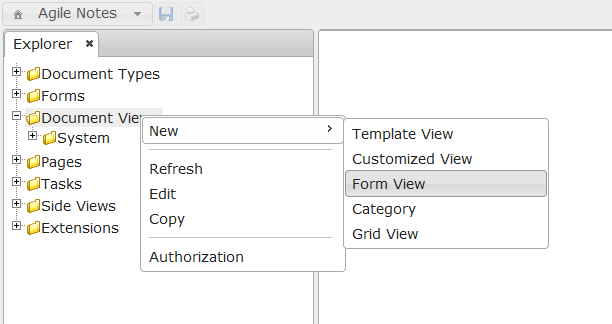 Agile Notes
Explorer
Document Types
Forms
Document
New
Template View
System
Customized View
Pages
Refresh
Form View
Tasks
Edit
Side Views
Copy
Category
Extensions
Grid View
Authorization